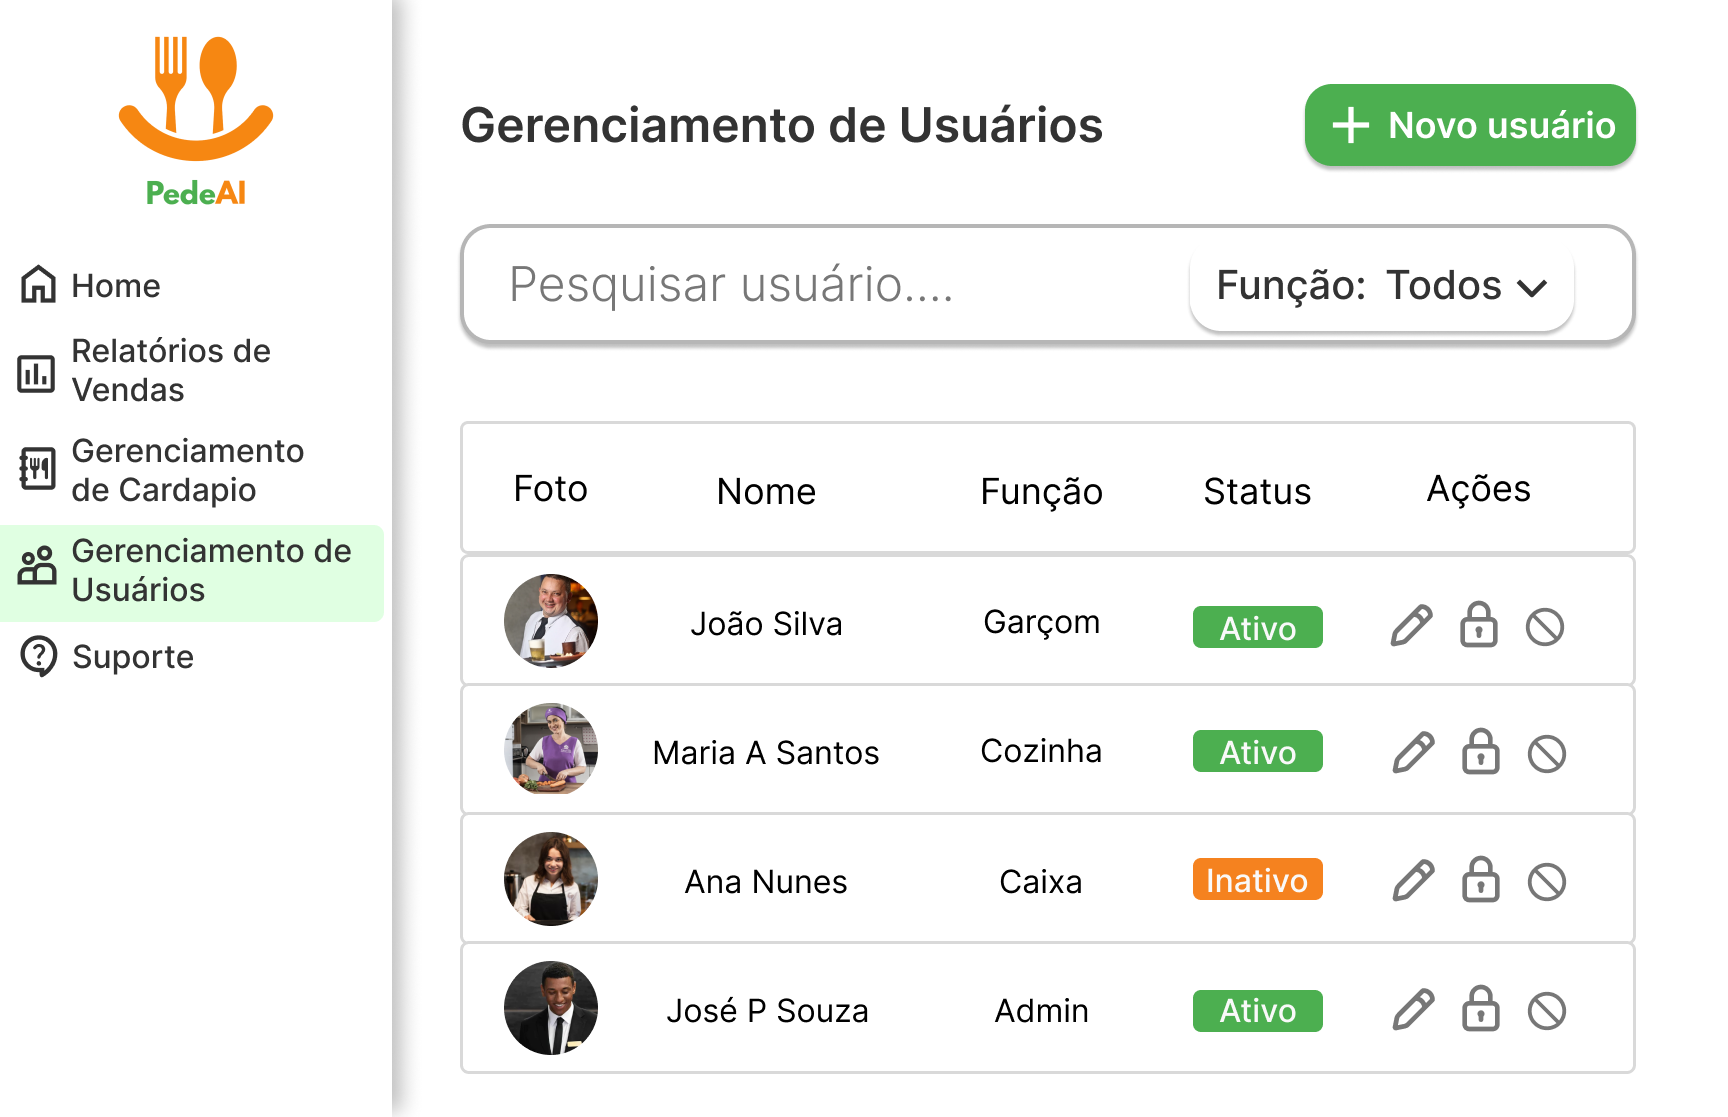 PedeAI
Home
Relatórios de
Vendas
Gerenciamento
de Cardapio
Gerenciamento de
Usuários
Suporte
Gerenciamento de Usuários
+ Novo usuário
Pesquisar usuário....
Função: Todos
Foto Nome Função Status Ações
João Silva Garçom Ativo
Maria A Santos Cozinha Ativo
Ana Nunes Caixa Inativo
José P Souza Admin Ativo